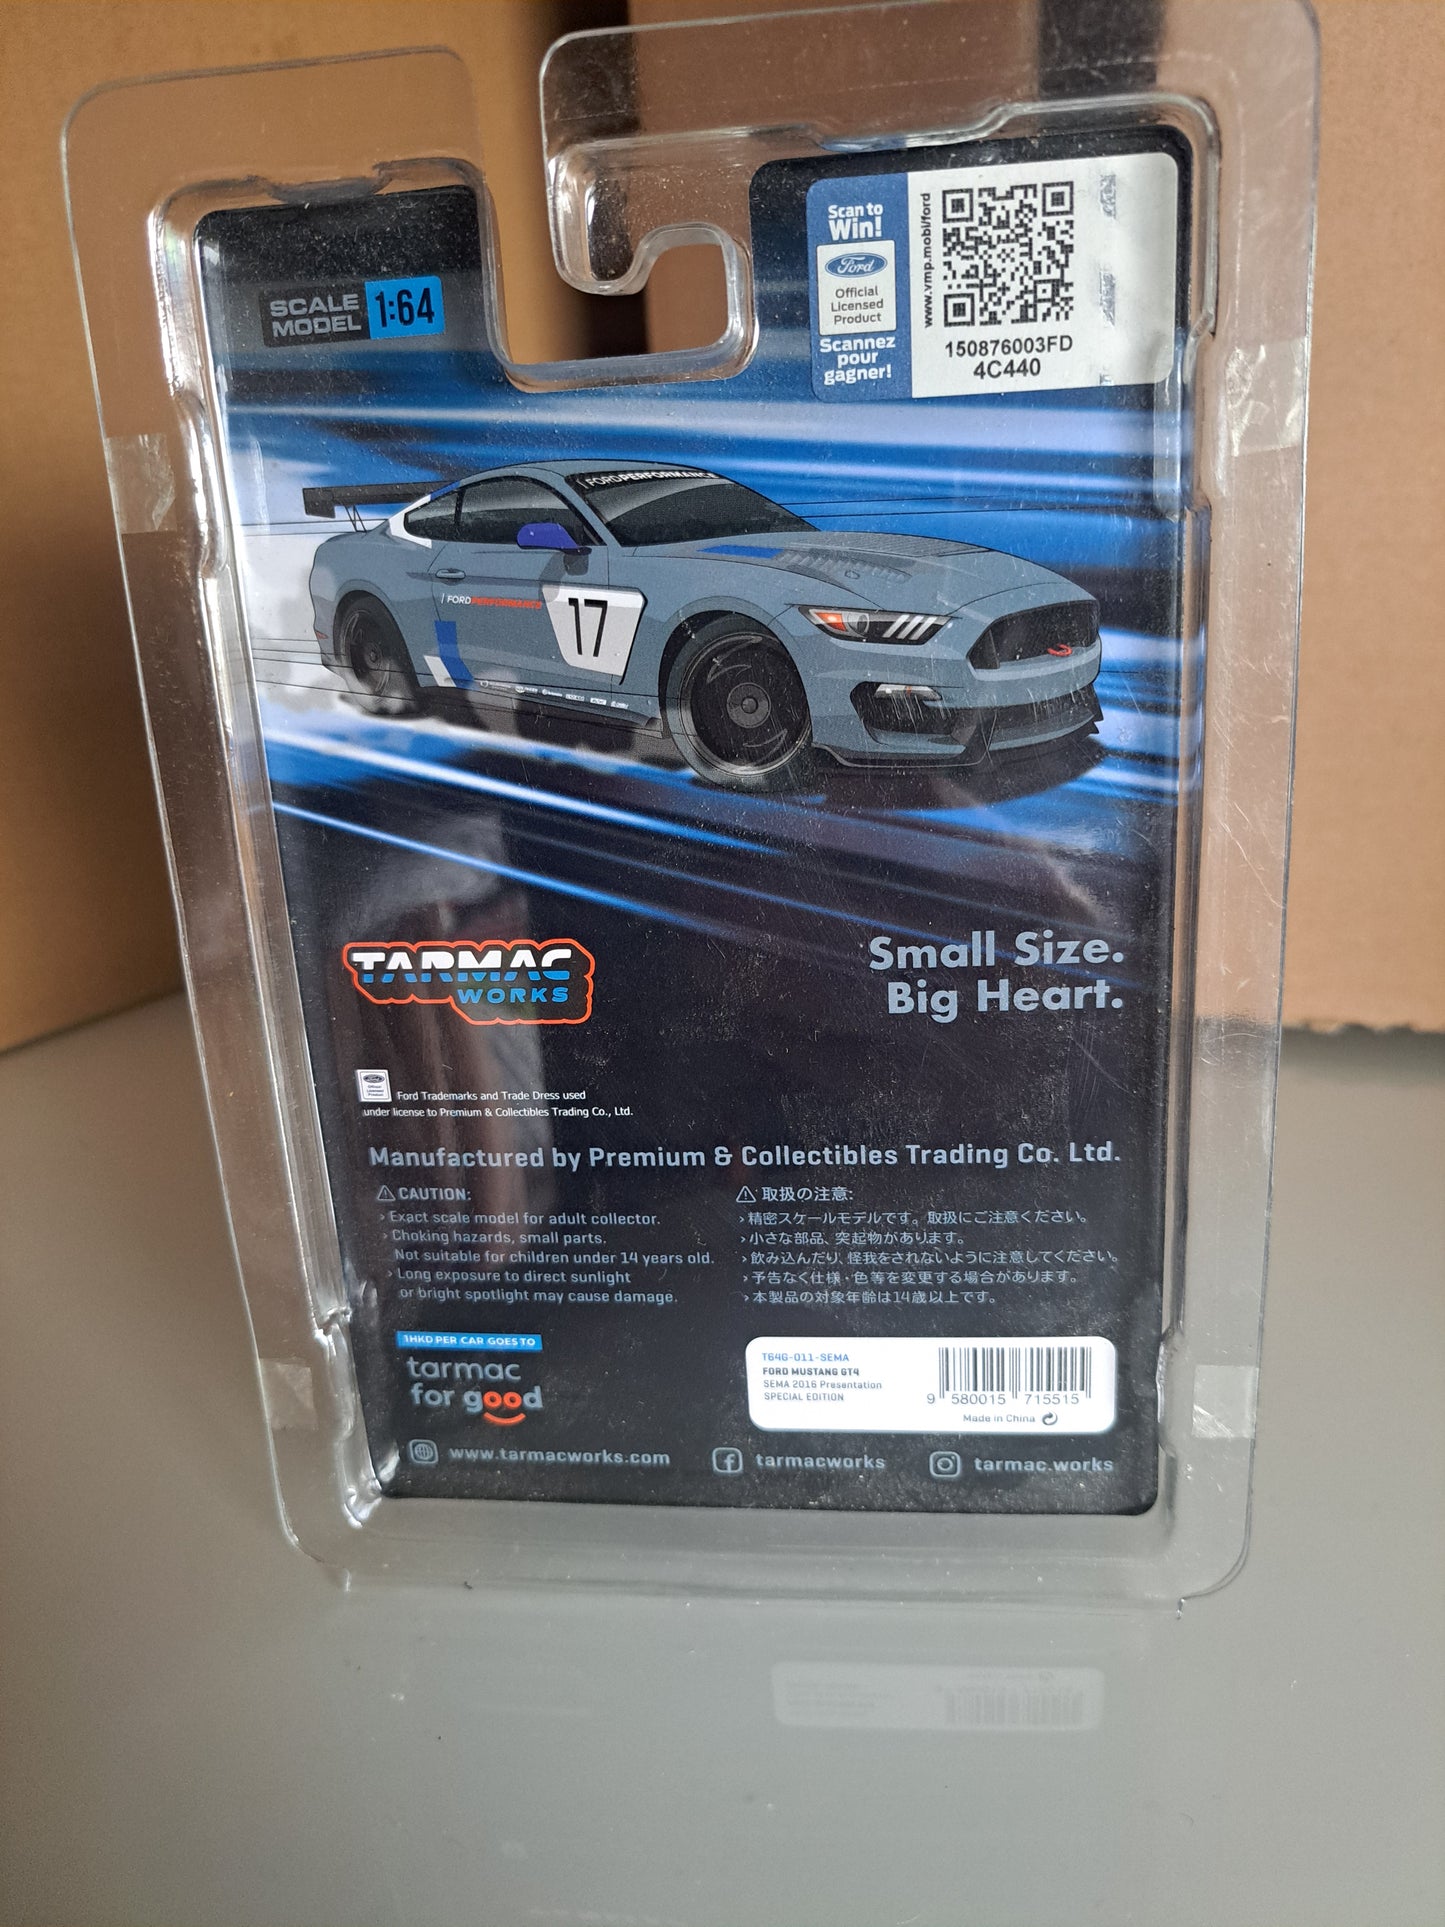 SCALE
MODEL 1:64
Scan to
Win!
Ford
Official
Licensed
Product
Scannez
pour
gagner!
www.vmp.mobi/ford
150876003FD
4C440
FORDPERFORMANCE
FORDPERFORMANCE
17
TARMAC
WORKS
Small Size.
Big Heart.
Ford Trademarks and Trade Dress used
under license to Premium & Collectibles Trading Co., Ltd.
Manufactured by Premium & Collectibles Trading Co. Ltd.
CAUTION:
› Exact scale model for adult collector.
› Choking hazards, small parts.
Not suitable for children under 14 years old.
› Long exposure to direct sunlight
or bright spotlight may cause damage.
取扱の注意:
›精密スケールモデルです。取扱にご注意ください。
›小さな部品、突起物があります。
›飲み込んだり、怪我をされないように注意してください。
›予告なく仕様・色等を変更する場合があります。
›本製品の対象年齢は14歳以上です。
1HKD PER CAR GOES TO
tarmac
for good
T64G-011-SEMA
FORD MUSTANG GT4
SEMA 2016 Presentation
SPECIAL EDITION
9 580015 715515
Made in China
www.tarmacworks.com
tarmacworks
tarmac.works